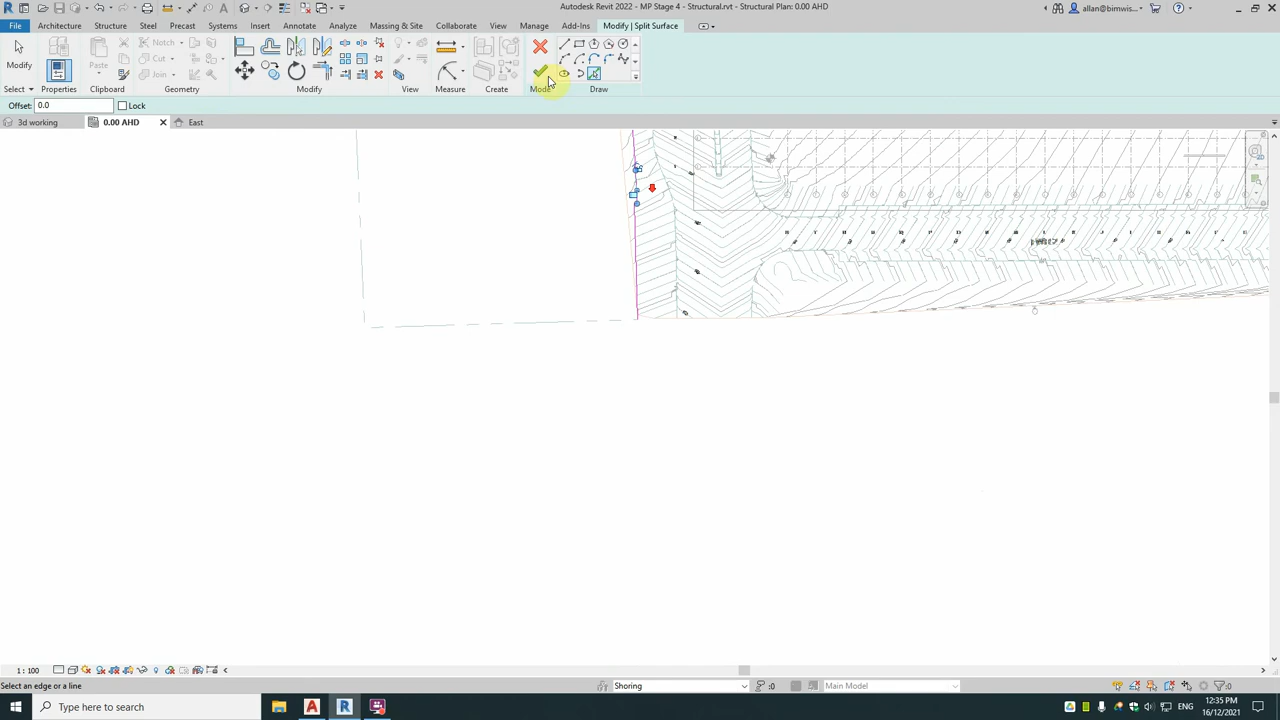 Autodesk Revit 2022 - MP Stage 4 - Structural.rvt - Structural Plan: 0.00 AHD
allan@bimwis...
File Architecture Structure Steel Precast Systems Insert Annotate Analyze Massing & Site Collaborate View Manage Add-Ins Modify | Split Surface
Modify Paste Notch Cut Join
Select Properties Clipboard Geometry Modify View Measure Create Mode Draw
Offset: 0.0 Lock
3d working 0.00 AHD East
1 : 100
Select an edge or a line Shoring :0 Main Model :0
Type here to search ENG 12:35 PM
16/12/2021